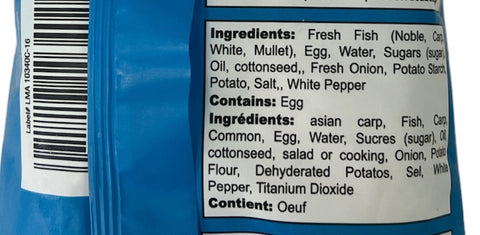 Label# LMA 10340C-16
Ingredients: Fresh Fish (Noble, Carp,
White, Mullet), Egg, Water, Sugars (sugar),
Oil, cottonseed,, Fresh Onion, Potato Starch,
Potato, Salt,, White Pepper
Contains: Egg
Ingrédients: asian carp, Fish, Carp,
Common, Egg, Water, Sucres (sugar), Oil,
cottonseed, salad or cooking, Onion, Potato
Flour, Dehyderated Potatos, Sel, White
Pepper, Titanium Dioxide
Contient: Oeuf